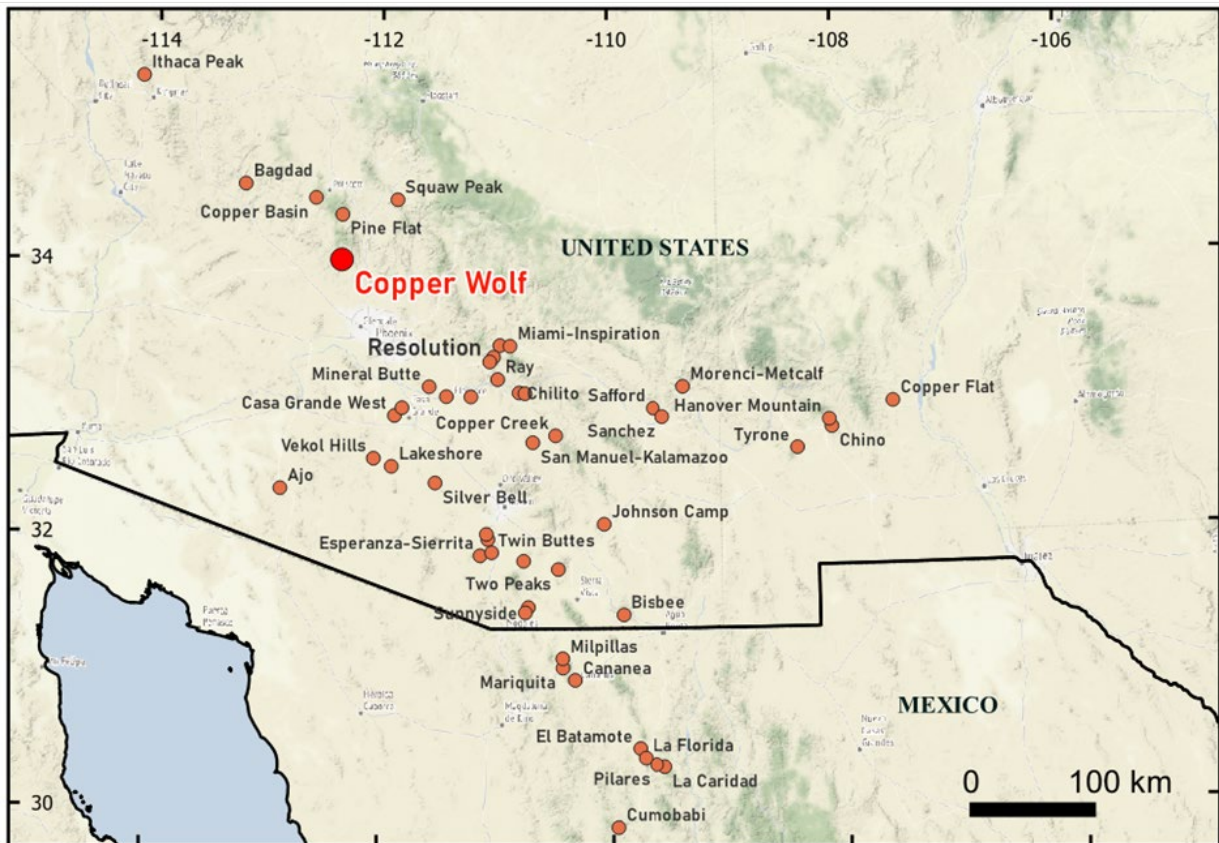 -114
-112
-110
-108
-106
Ithaca Peak
Bagdad
Squaw Peak
Copper Basin
Pine Flat
34
UNITED STATES
Copper Wolf
Miami-Inspiration
Resolution
Ray
Mineral Butte
Morenci-Metcalf
Copper Flat
Chilito
Safford
Casa Grande West
Hanover Mountain
Copper Creek
Sanchez
Tyrone
Chino
Vekol Hills
Lakeshore
San Manuel-Kalamazoo
Ajo
Silver Bell
Johnson Camp
32
Esperanza-Sierrita
Twin Buttes
Two Peaks
Sunnyside
Bisbee
Milpillas
Cananea
Mariquita
MEXICO
El Batamote
La Florida
Pilares
La Caridad
0
100 km
30
Cumobabi